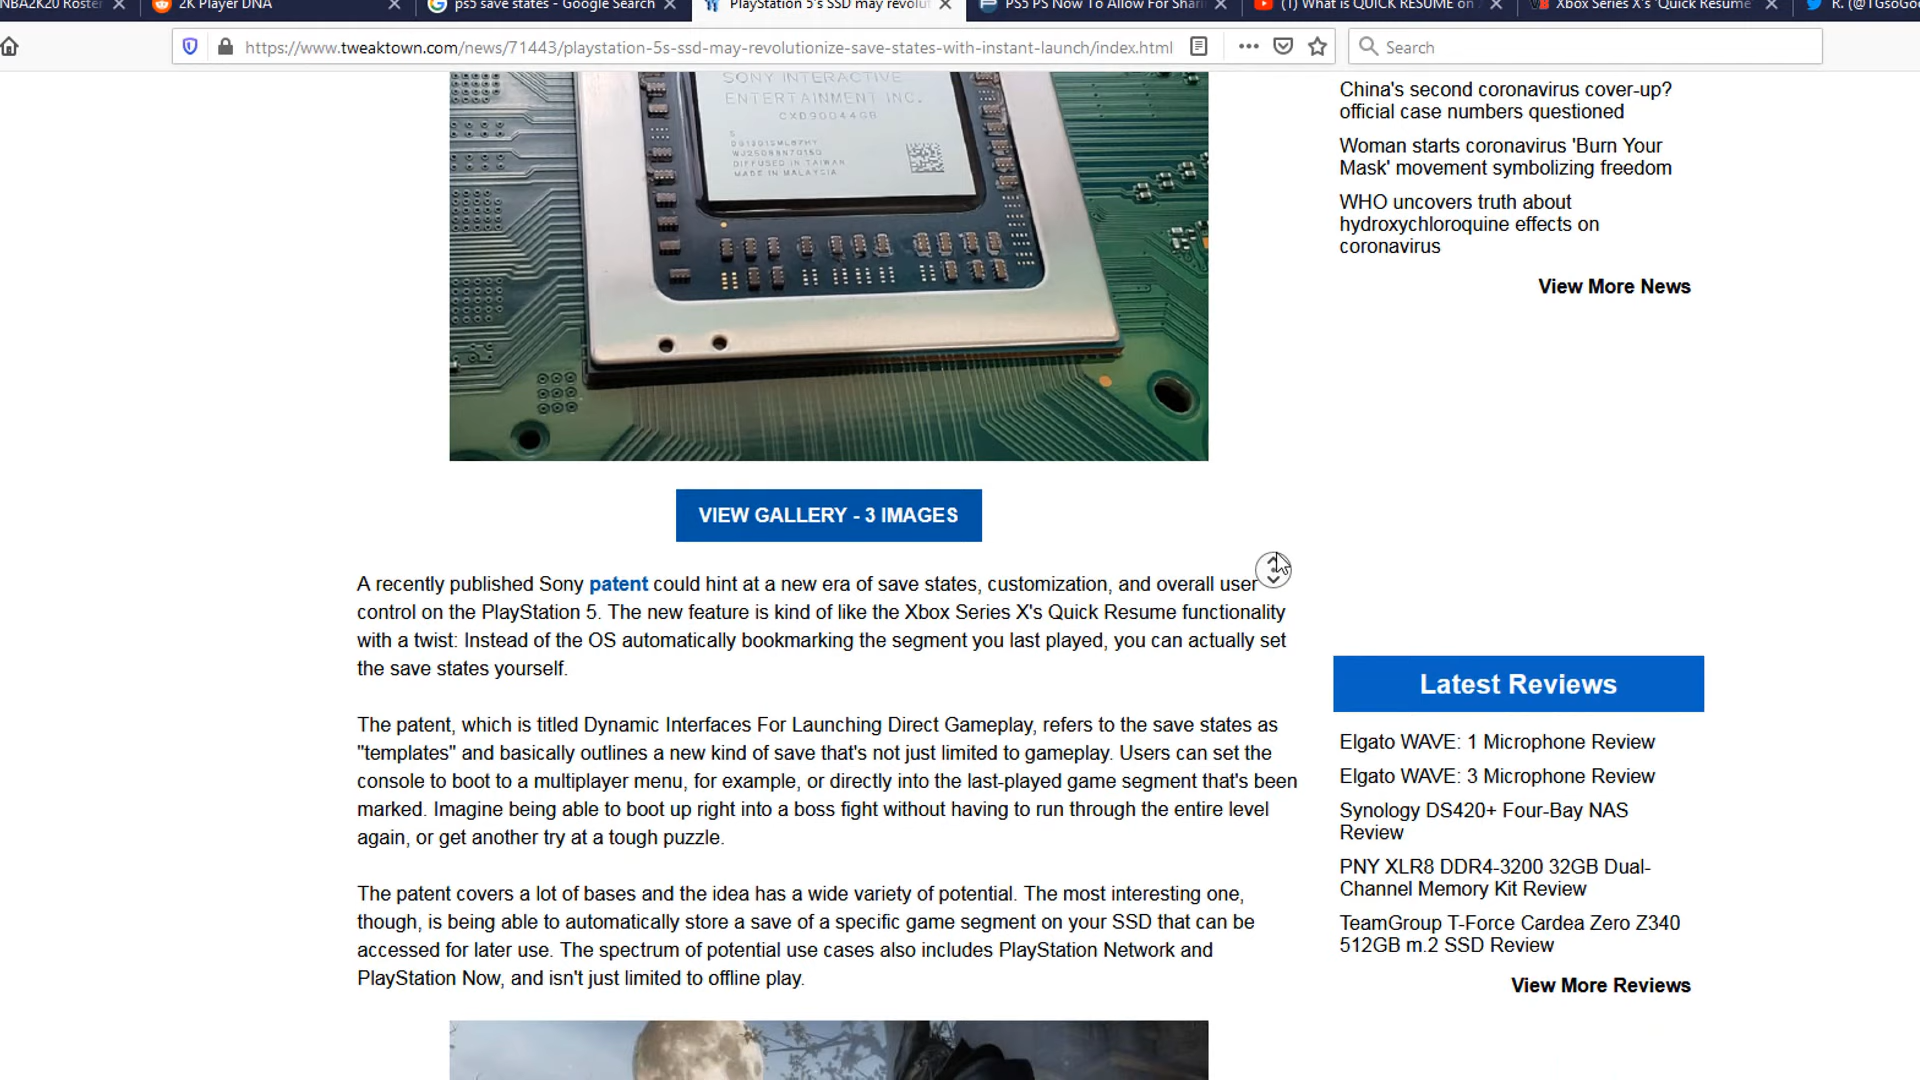 NBA2K20 Roster
2K Player DNA
ps5 save states - Google Search
PlayStation 5's SSD may revolut
PS5 PS Now To Allow For Shari
(1) What is QUICK RESUME on
Xbox Series X's 'Quick Resume'
R. (@TGsoGoo
https://www.tweaktown.com/news/71443/playstation-5s-ssd-may-revolutionize-save-states-with-instant-launch/index.html
Search
SONY INTERACTIVE
ENTERTAINMENT INC.
CXD90044GB
DIFFUSED IN TAIWAN
MADE IN MALAYSIA
VIEW GALLERY - 3 IMAGES
A recently published Sony patent could hint at a new era of save states, customization, and overall user
control on the PlayStation 5. The new feature is kind of like the Xbox Series X's Quick Resume functionality
with a twist: Instead of the OS automatically bookmarking the segment you last played, you can actually set
the save states yourself.
The patent, which is titled Dynamic Interfaces For Launching Direct Gameplay, refers to the save states as
"templates" and basically outlines a new kind of save that's not just limited to gameplay. Users can set the
console to boot to a multiplayer menu, for example, or directly into the last-played game segment that's been
marked. Imagine being able to boot up right into a boss fight without having to run through the entire level
again, or get another try at a tough puzzle.
The patent covers a lot of bases and the idea has a wide variety of potential. The most interesting one,
though, is being able to automatically store a save of a specific game segment on your SSD that can be
accessed for later use. The spectrum of potential use cases also includes PlayStation Network and
PlayStation Now, and isn't just limited to offline play.
China's second coronavirus cover-up?
official case numbers questioned
Woman starts coronavirus 'Burn Your
Mask' movement symbolizing freedom
WHO uncovers truth about
hydroxychloroquine effects on
coronavirus
View More News
Latest Reviews
Elgato WAVE: 1 Microphone Review
Elgato WAVE: 3 Microphone Review
Synology DS420+ Four-Bay NAS
Review
PNY XLR8 DDR4-3200 32GB Dual-
Channel Memory Kit Review
TeamGroup T-Force Cardea Zero Z340
512GB m.2 SSD Review
View More Reviews